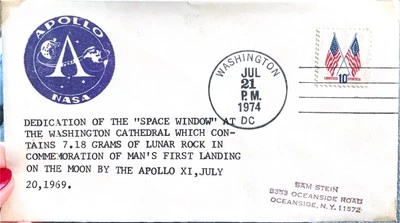 APOLLO
NASA
WASHINGTON
JUL
21
P.M.
1974
DC
10¢
DEDICATION OF THE "SPACE WINDOW" AT
THE WASHINGTON CATHEDRAL WHICH CON-
TAINS 7.18 GRAMS OF LUNAR ROCK IN
COMMEMORATION OF MAN'S FIRST LANDING
ON THE MOON BY THE APOLLO XI,JULY
20,1969.
SAM STEIN
OCEANSIDE ROAD
OCEANSIDE, N.Y. 11572